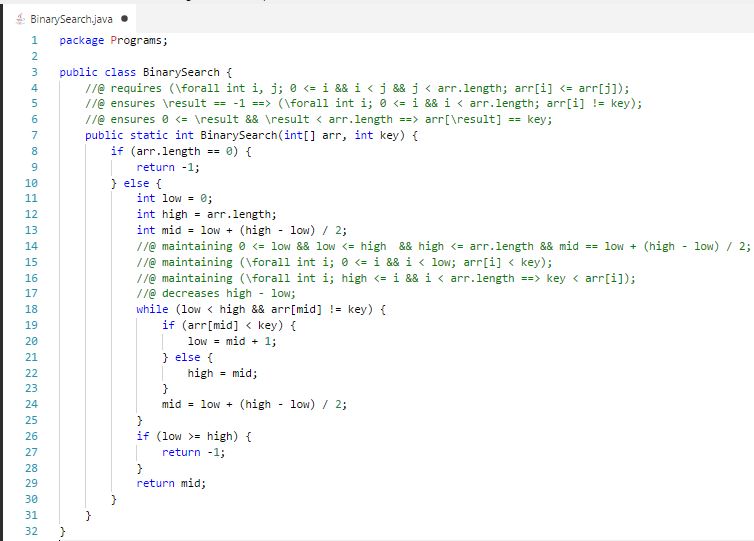 BinarySearch.java ●
1 package Programs;
2
3 public class BinarySearch {
4 //@ requires (\forall int i, j; 0 <= i && i < j && j < arr.length; arr[i] <= arr[j]);
5 //@ ensures \result == -1 ==> (\forall int i; 0 <= i && i < arr.length; arr[i] != key);
6 //@ ensures 0 <= \result && \result < arr.length ==> arr[\result] == key;
7 public static int BinarySearch(int[] arr, int key) {
8 if (arr.length == 0) {
9 return -1;
10 } else {
11 int low = 0;
12 int high = arr.length;
13 int mid = low + (high - low) / 2;
14 //@ maintaining 0 <= low && low <= high  && high <= arr.length && mid == low + (high - low) / 2;
15 //@ maintaining (\forall int i; 0 <= i && i < low; arr[i] < key);
16 //@ maintaining (\forall int i; high <= i && i < arr.length ==> key < arr[i]);
17 //@ decreases high - low;
18 while (low < high && arr[mid] != key) {
19 if (arr[mid] < key) {
20 low = mid + 1;
21 } else {
22 high = mid;
23 }
24 mid = low + (high - low) / 2;
25 }
26 if (low >= high) {
27 return -1;
28 }
29 return mid;
30 }
31 }
32 }